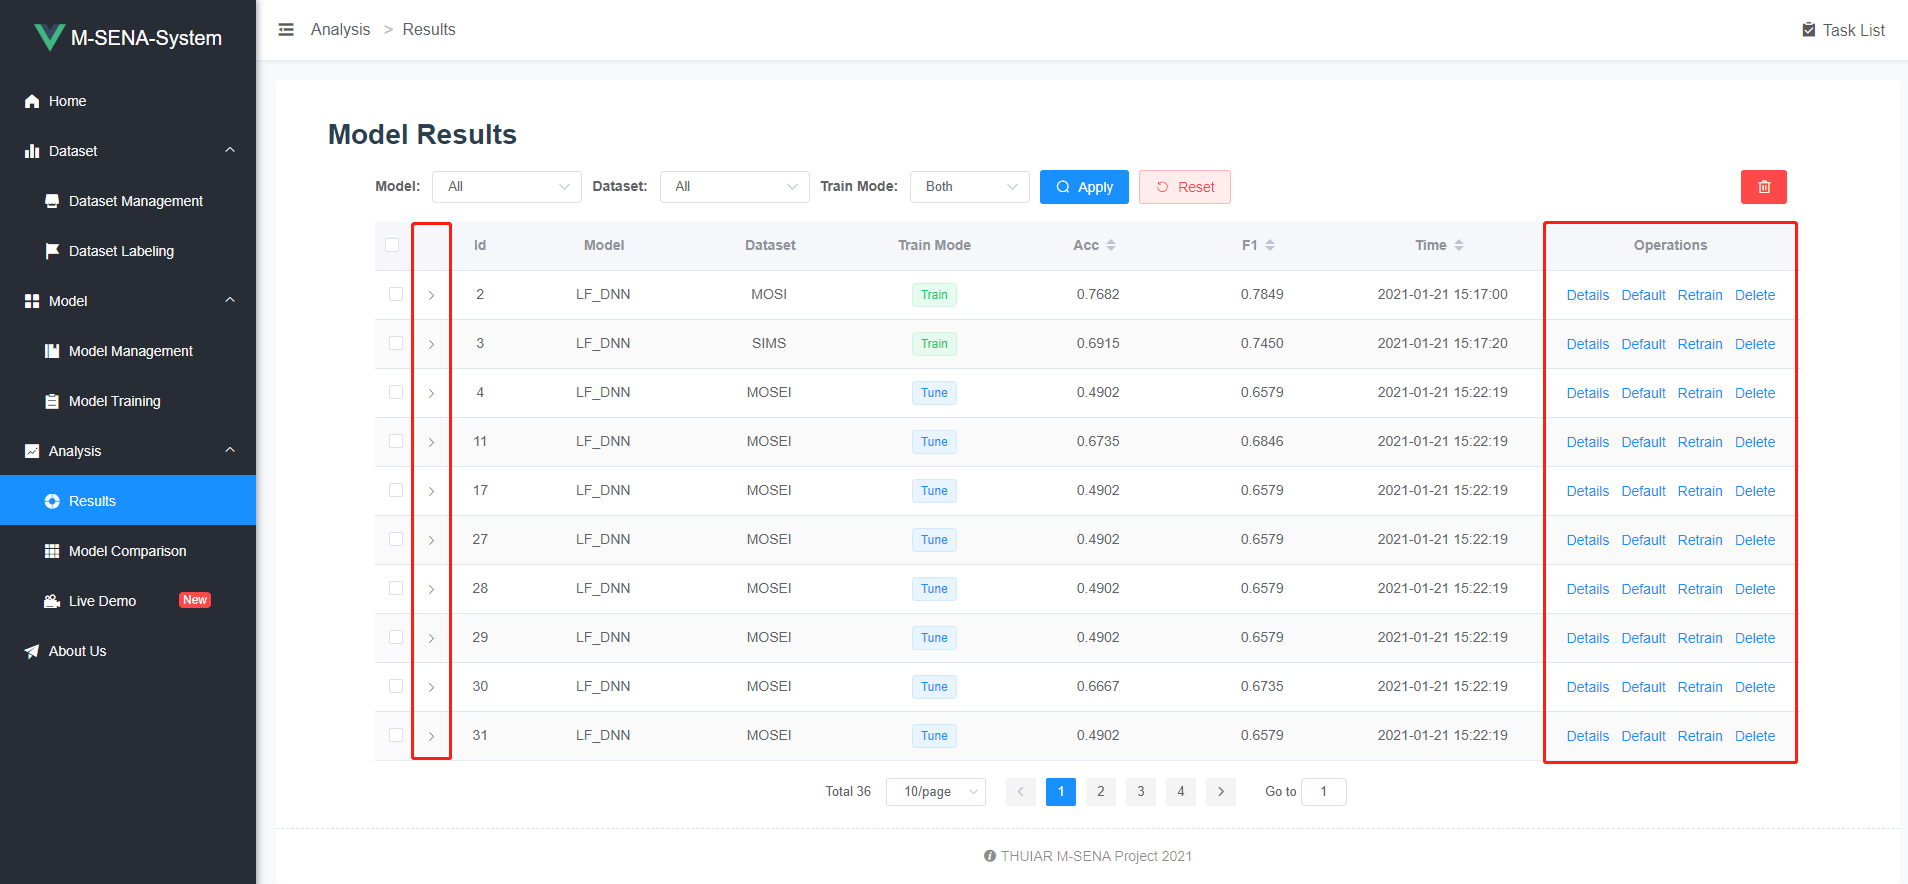 M-SENA-System
Home
Dataset
Dataset Management
Dataset Labeling
Model
Model Management
Model Training
Analysis
Results
Model Comparison
Live Demo New
About Us
Analysis > Results
Task List
Model Results
Model: All Dataset: All Train Mode: Both Apply Reset
Id Model Dataset Train Mode Acc F1 Time Operations
2 LF_DNN MOSI Train 0.7682 0.7849 2021-01-21 15:17:00 Details Default Retrain Delete
3 LF_DNN SIMS Train 0.6915 0.7450 2021-01-21 15:17:20 Details Default Retrain Delete
4 LF_DNN MOSEI Tune 0.4902 0.6579 2021-01-21 15:22:19 Details Default Retrain Delete
11 LF_DNN MOSEI Tune 0.6735 0.6846 2021-01-21 15:22:19 Details Default Retrain Delete
17 LF_DNN MOSEI Tune 0.4902 0.6579 2021-01-21 15:22:19 Details Default Retrain Delete
27 LF_DNN MOSEI Tune 0.4902 0.6579 2021-01-21 15:22:19 Details Default Retrain Delete
28 LF_DNN MOSEI Tune 0.4902 0.6579 2021-01-21 15:22:19 Details Default Retrain Delete
29 LF_DNN MOSEI Tune 0.4902 0.6579 2021-01-21 15:22:19 Details Default Retrain Delete
30 LF_DNN MOSEI Tune 0.6667 0.6735 2021-01-21 15:22:19 Details Default Retrain Delete
31 LF_DNN MOSEI Tune 0.4902 0.6579 2021-01-21 15:22:19 Details Default Retrain Delete
Total 36 10/page < 1 2 3 4 > Go to 1
THUIAR M-SENA Project 2021